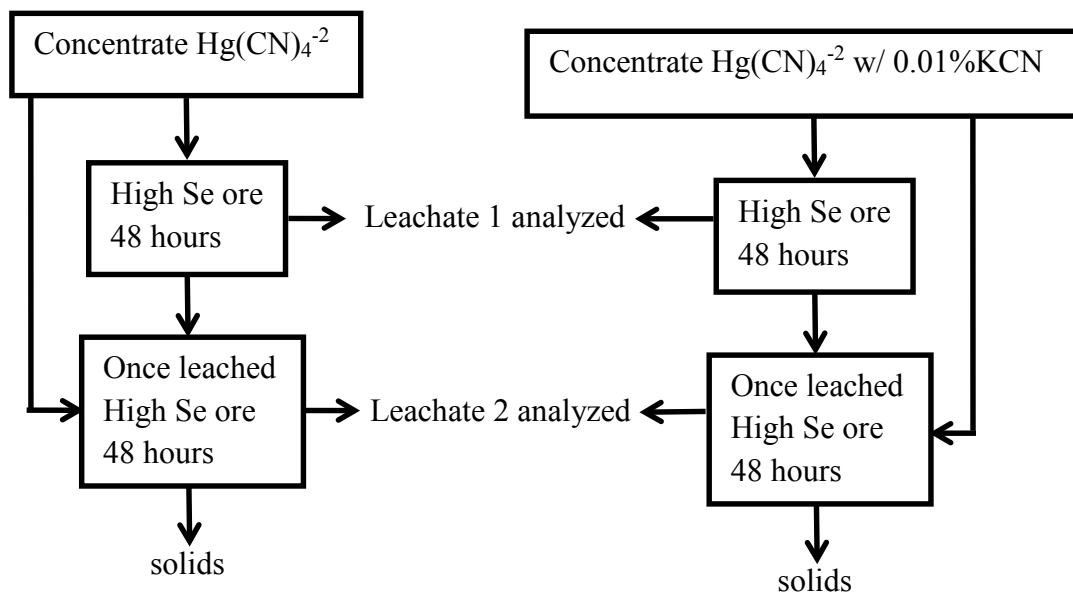 Concentrate Hg(CN)₄⁻²
High Se ore
48 hours
Leachate 1 analyzed
Once leached
High Se ore
48 hours
Leachate 2 analyzed
solids
Concentrate Hg(CN)₄⁻² w/ 0.01%KCN
High Se ore
48 hours
Once leached
High Se ore
48 hours
solids